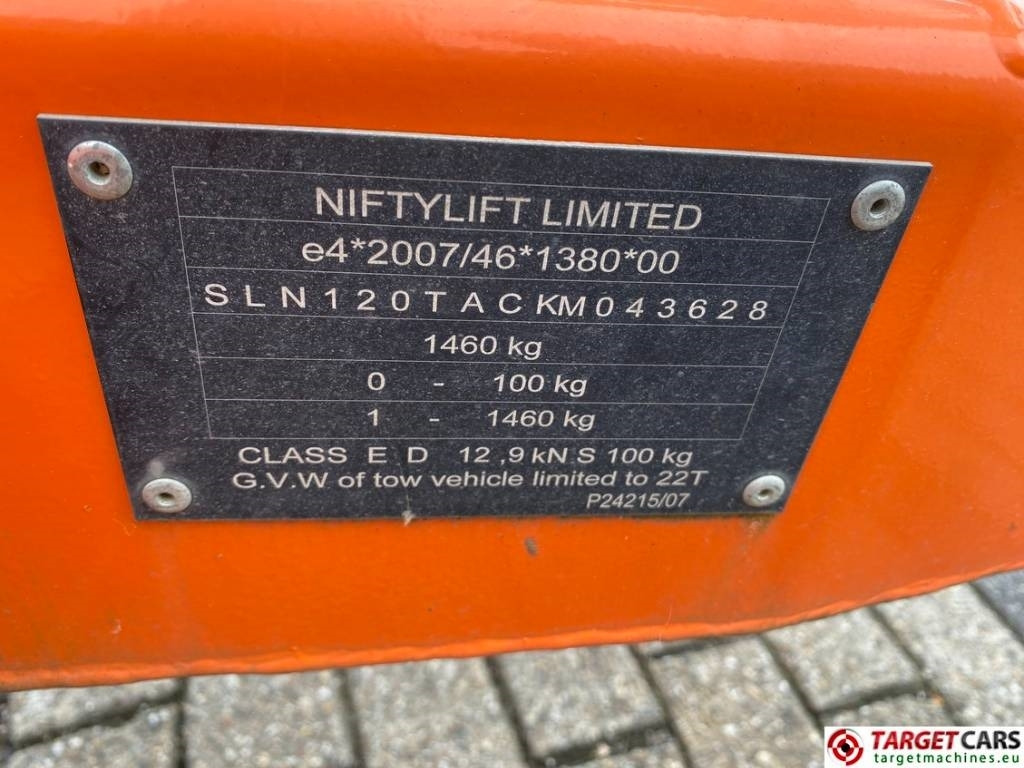 NIFTYLIFT LIMITED
e4*2007/46*1380*00
SLN120TACKM043628
1460 kg
0 - 100 kg
1 - 1460 kg
CLASS E D 12,9 kN S 100 kg
G.V.W of tow vehicle limited to 22T
P24215/07
TARGETCARS
targetmachines.eu